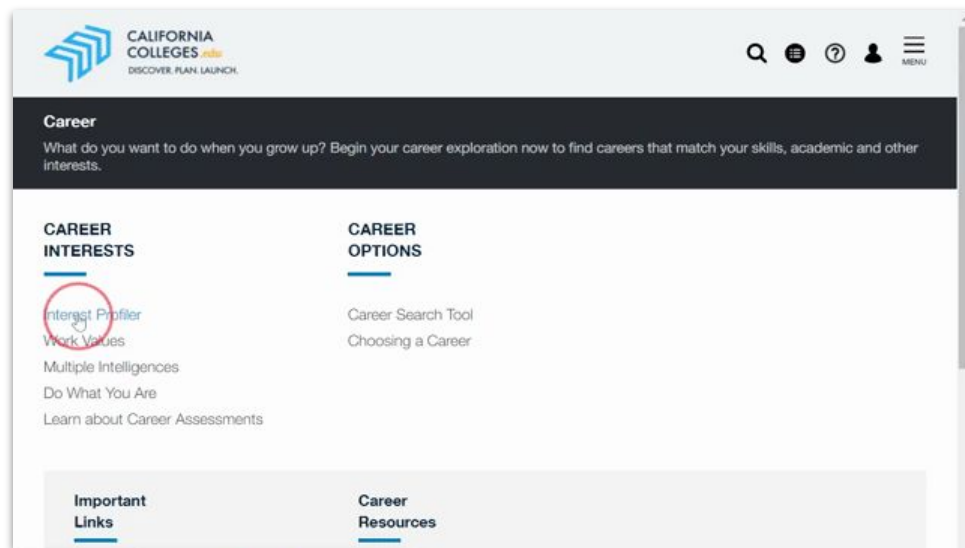 CALIFORNIA
COLLEGES.edu
DISCOVER. PLAN. LAUNCH.
MENU
Career
What do you want to do when you grow up? Begin your career exploration now to find careers that match your skills, academic and other
interests.
CAREER
INTERESTS
Interest Profiler
Work Values
Multiple Intelligences
Do What You Are
Learn about Career Assessments
CAREER
OPTIONS
Career Search Tool
Choosing a Career
Important
Links
Career
Resources